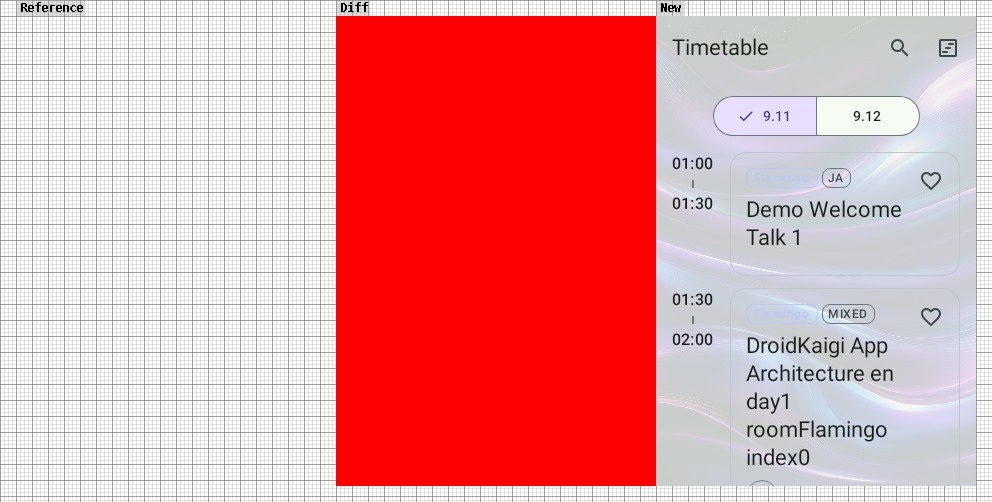 Reference
Diff
New
Timetable
9.11
9.12
01:00
01:30
Flamingo
JA
Demo Welcome
Talk 1
01:30
02:00
Flamingo
MIXED
DroidKaigi App
Architecture en
day1
roomFlamingo
index0